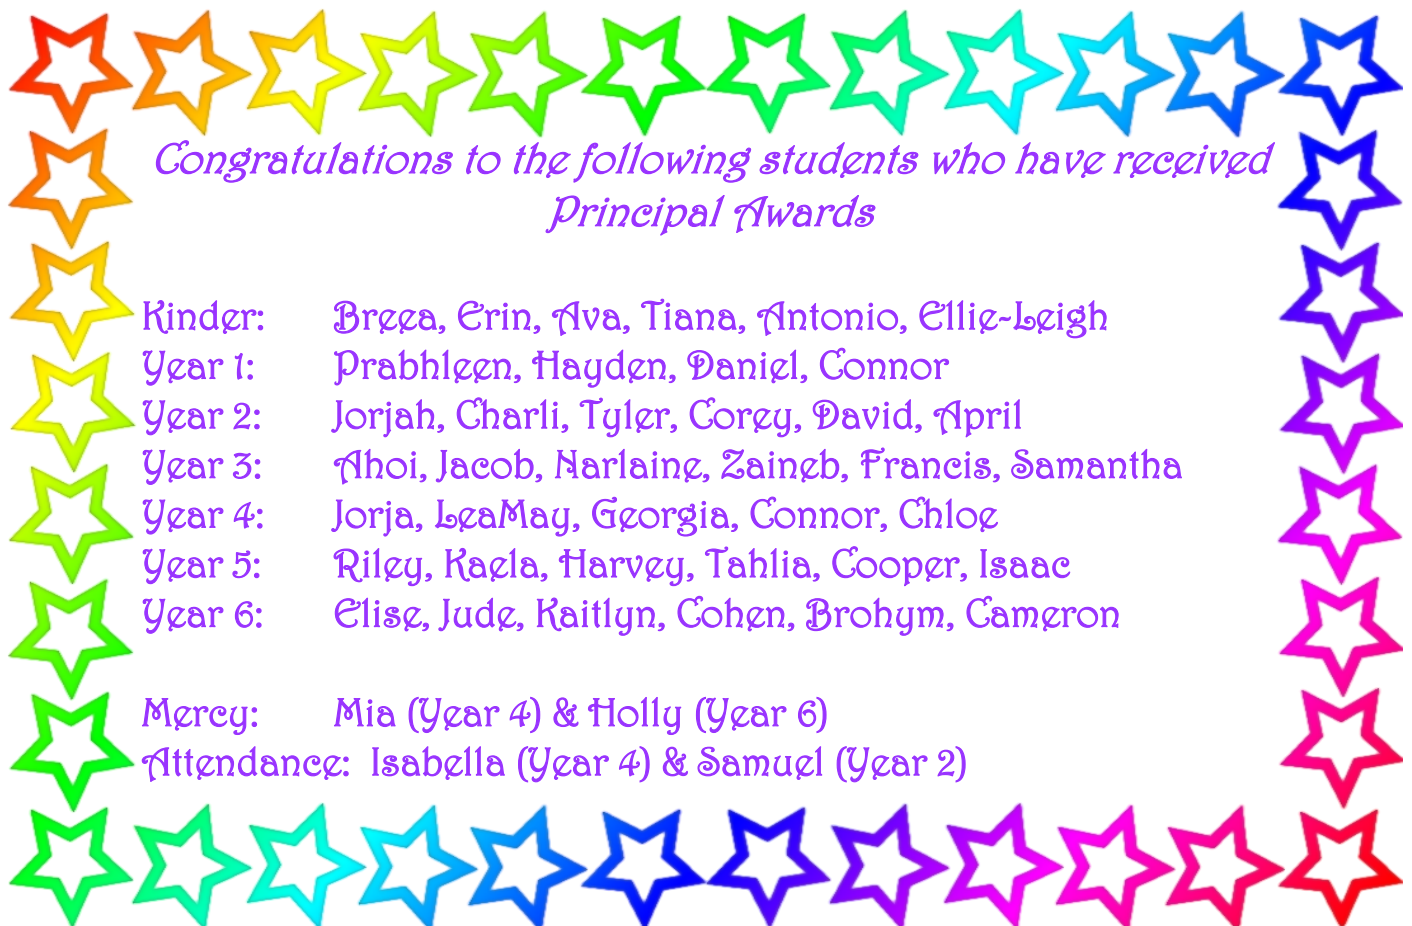 Congratulations to the following students who have received
Principal Awards
Kinder: Breea, Erin, Ava, Tiana, Antonio, Ellie-Leigh
Year 1: Prabhleen, Hayden, Daniel, Connor
Year 2: Jorjah, Charli, Tyler, Corey, David, April
Year 3: Ahoi, Jacob, Narlaine, Zaineb, Francis, Samantha
Year 4: Jorja, LeaMay, Georgia, Connor, Chloe
Year 5: Riley, Kaela, Harvey, Tahlia, Cooper, Isaac
Year 6: Elise, Jude, Kaitlyn, Cohen, Brohym, Cameron
Mercy: Mia (Year 4) & Holly (Year 6)
Attendance: Isabella (Year 4) & Samuel (Year 2)